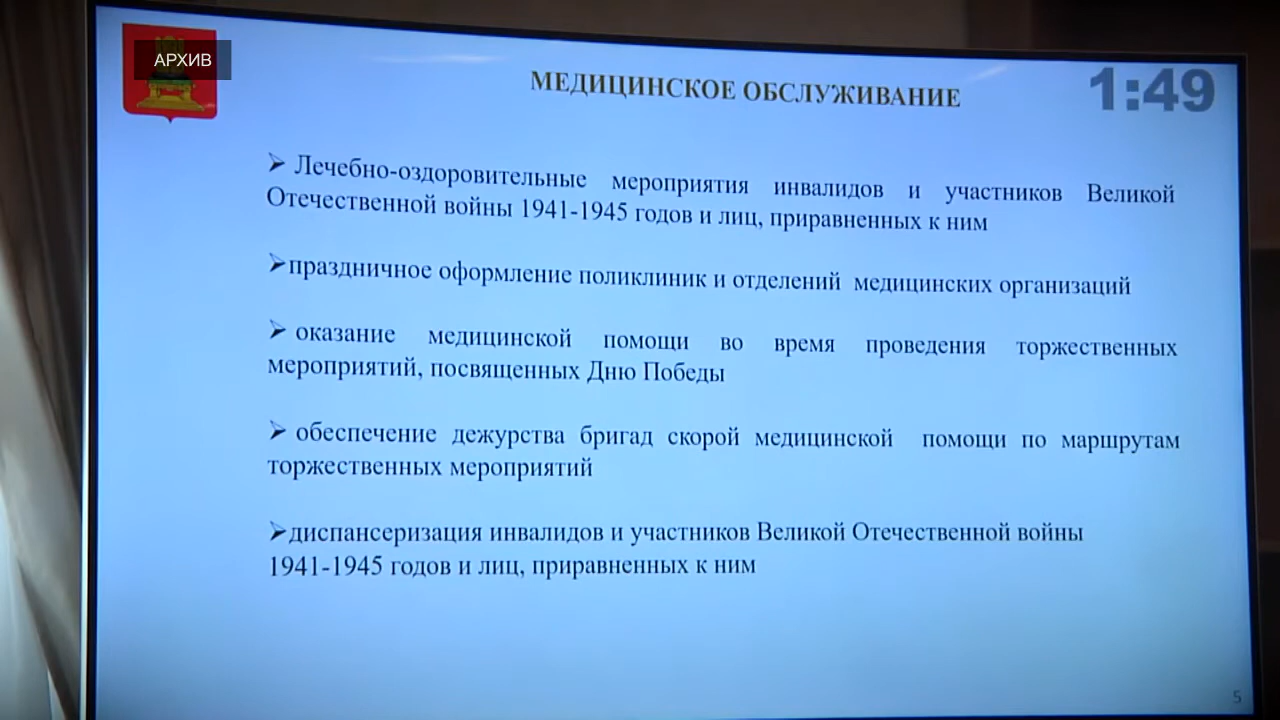 АРХИВ
МЕДИЦИНСКОЕ ОБСЛУЖИВАНИЕ
1:49
➢ Лечебно-оздоровительные мероприятия инвалидов и участников Великой
Отечественной войны 1941-1945 годов и лиц, приравненных к ним
➢праздничное оформление поликлиник и отделений медицинских организаций
➢ оказание медицинской помощи во время проведения торжественных
мероприятий, посвященных Дню Победы
➢ обеспечение дежурства бригад скорой медицинской помощи по маршрутам
торжественных мероприятий
➢диспансеризация инвалидов и участников Великой Отечественной войны
1941-1945 годов и лиц, приравненных к ним
5